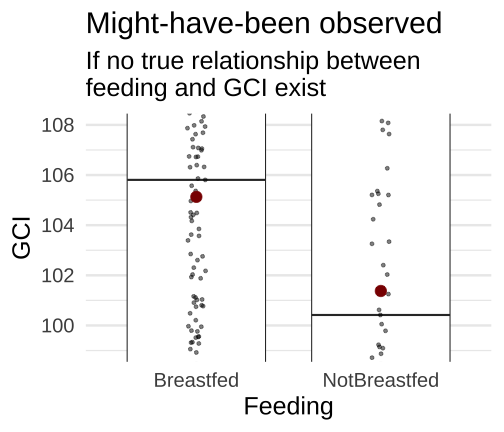 Might-have-been observed
If no true relationship between
feeding and GCI exist
108
106
104
102
100
GCI
Breastfed NotBreastfed
Feeding